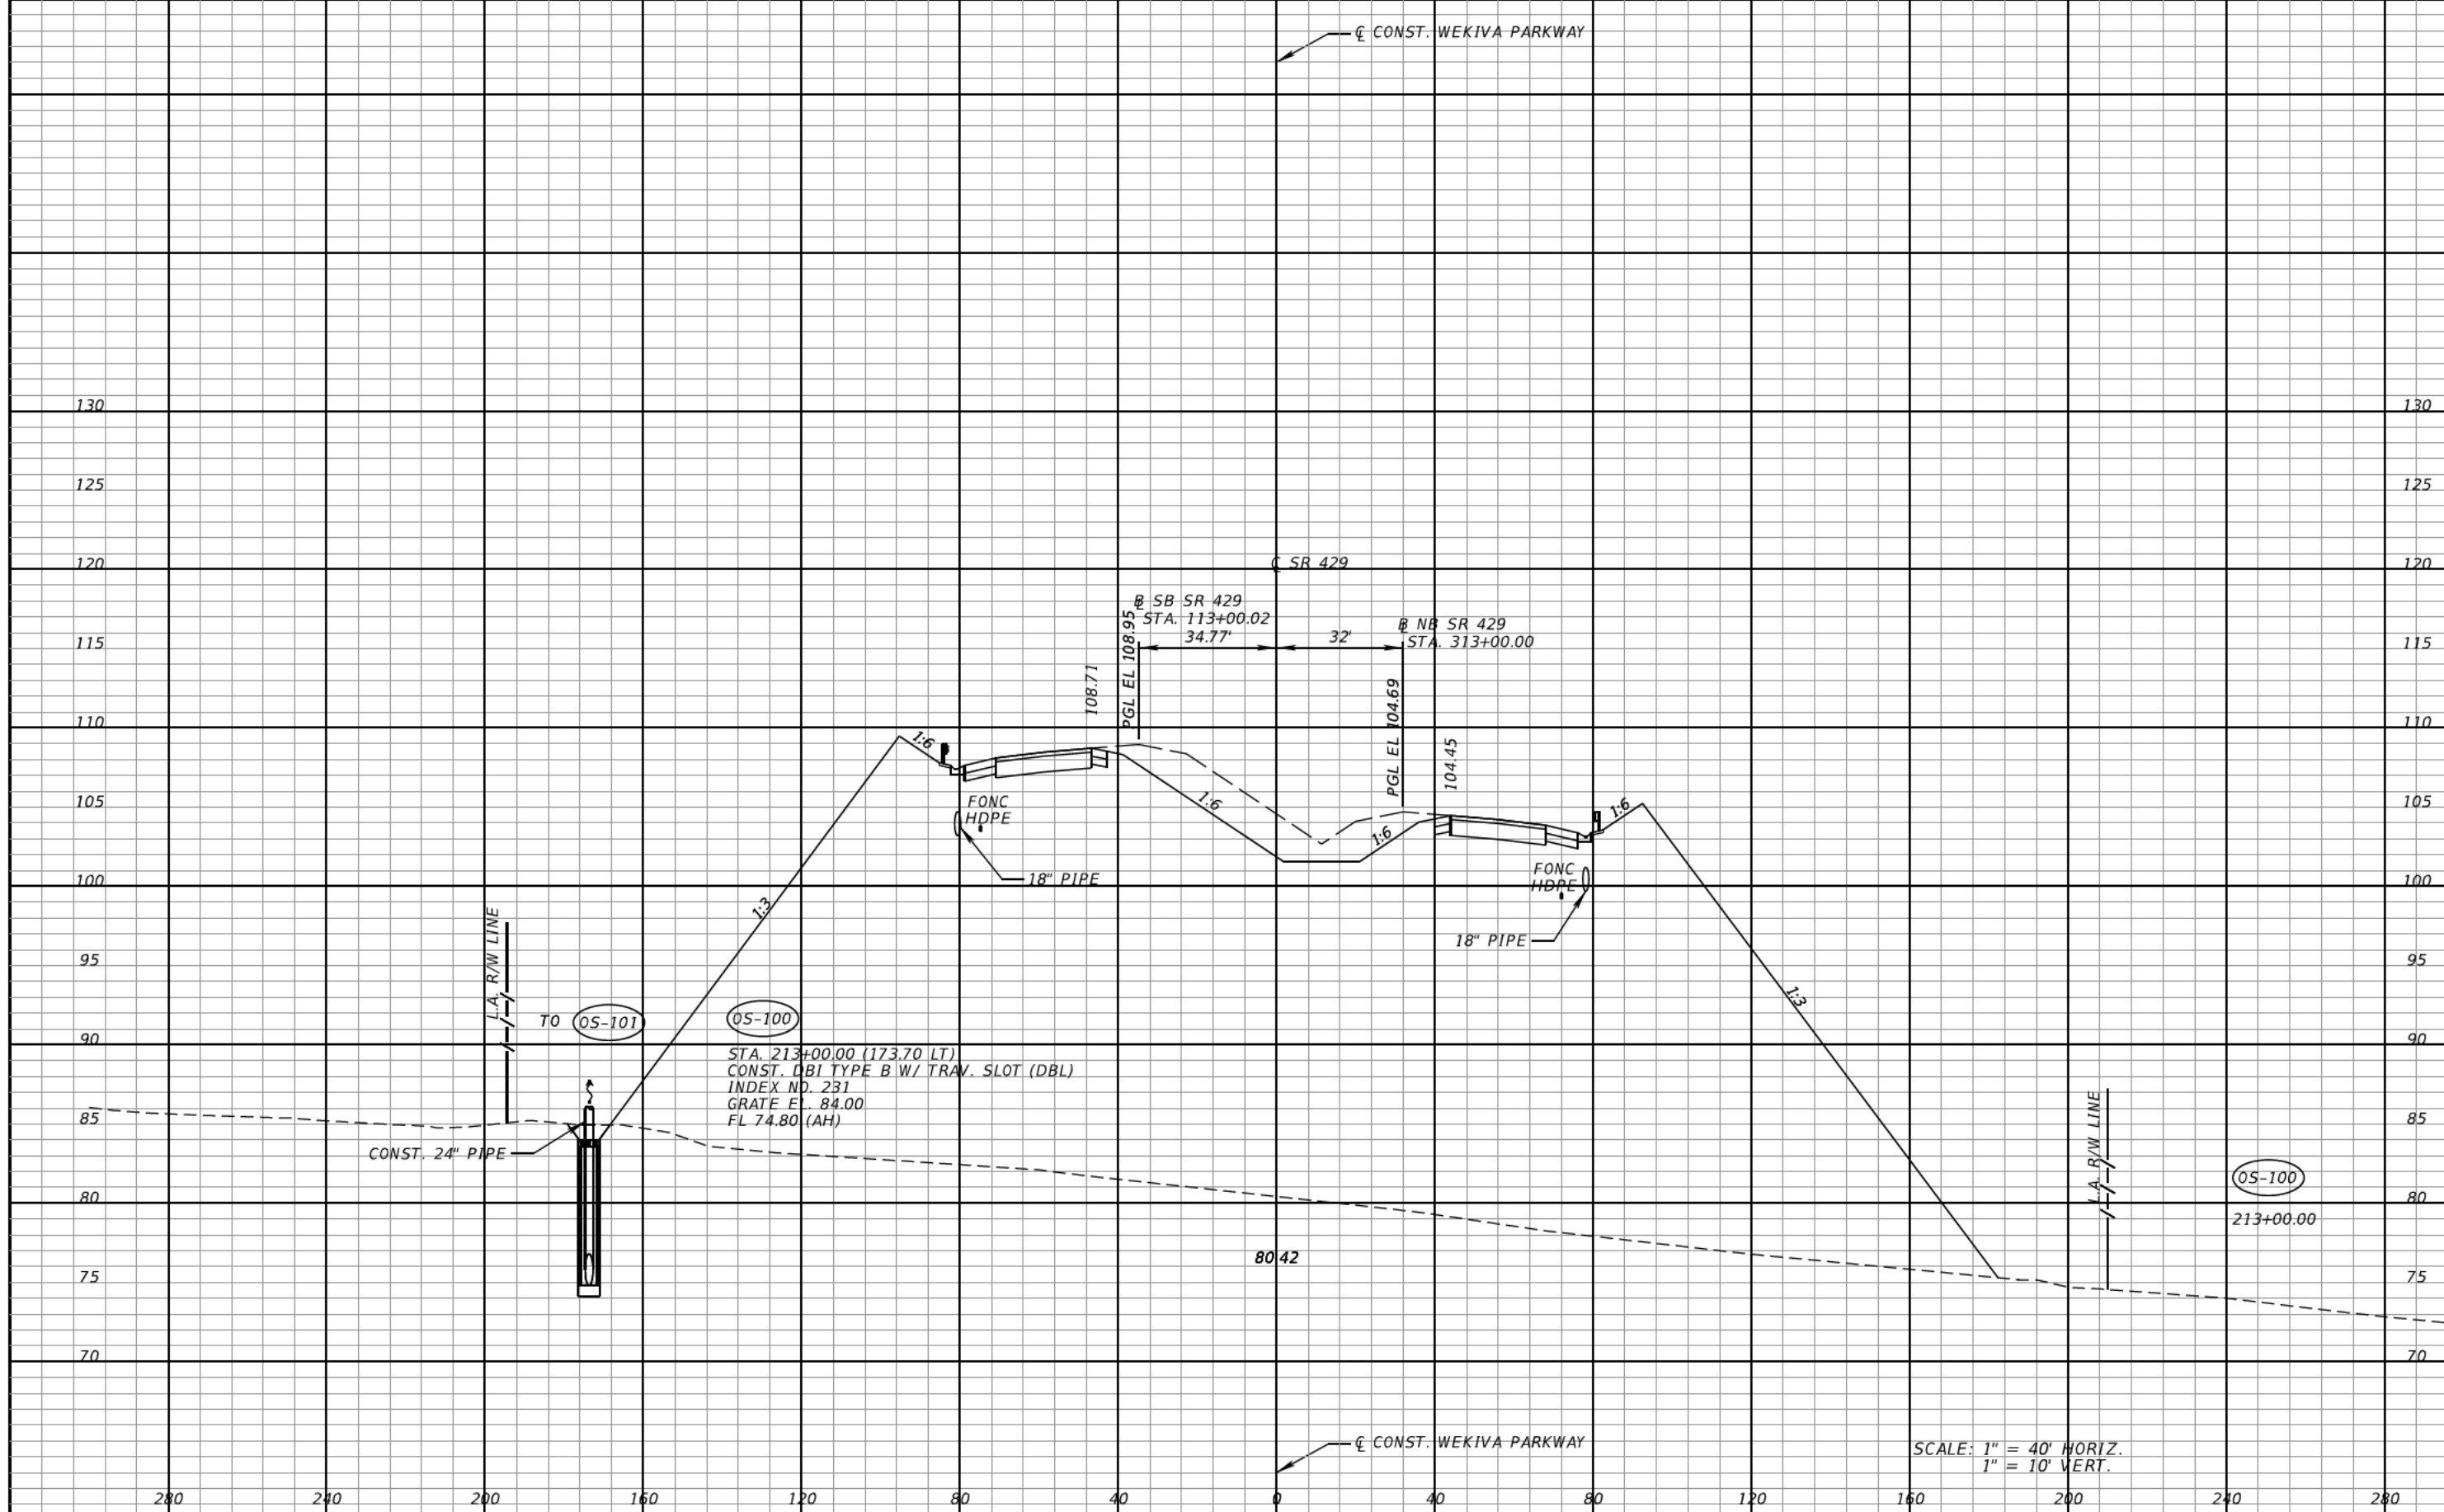 ℄ CONST. WEKIVA PARKWAY
130
130
125
125
120
℄ SR 429
120
B SB SR 429
STA. 113+00.02
34.77'
32'
B NB SR 429
STA. 313+00.00
115
115
108.71
PGL EL 108.95
PGL EL 104.69
104.45
110
110
1:6
1:6
1:6
1:6
105
105
FONC
HDPE
18" PIPE
FONC
HDPE
18" PIPE
100
100
1:3
1:3
L.A. R/W LINE
95
95
TO OS-101
OS-100
90
90
STA. 213+00.00 (173.70 LT)
CONST. DBI TYPE B W/ TRAV. SLOT (DBL)
INDEX NO. 231
GRATE EL. 84.00
FL 74.80 (AH)
85
85
CONST. 24" PIPE
L.A. R/W LINE
OS-100
213+00.00
80
80
80.42
75
75
70
70
℄ CONST. WEKIVA PARKWAY
SCALE: 1" = 40' HORIZ.
1" = 10' VERT.
280 240 200 160 120 80 40 0 40 80 120 160 200 240 280